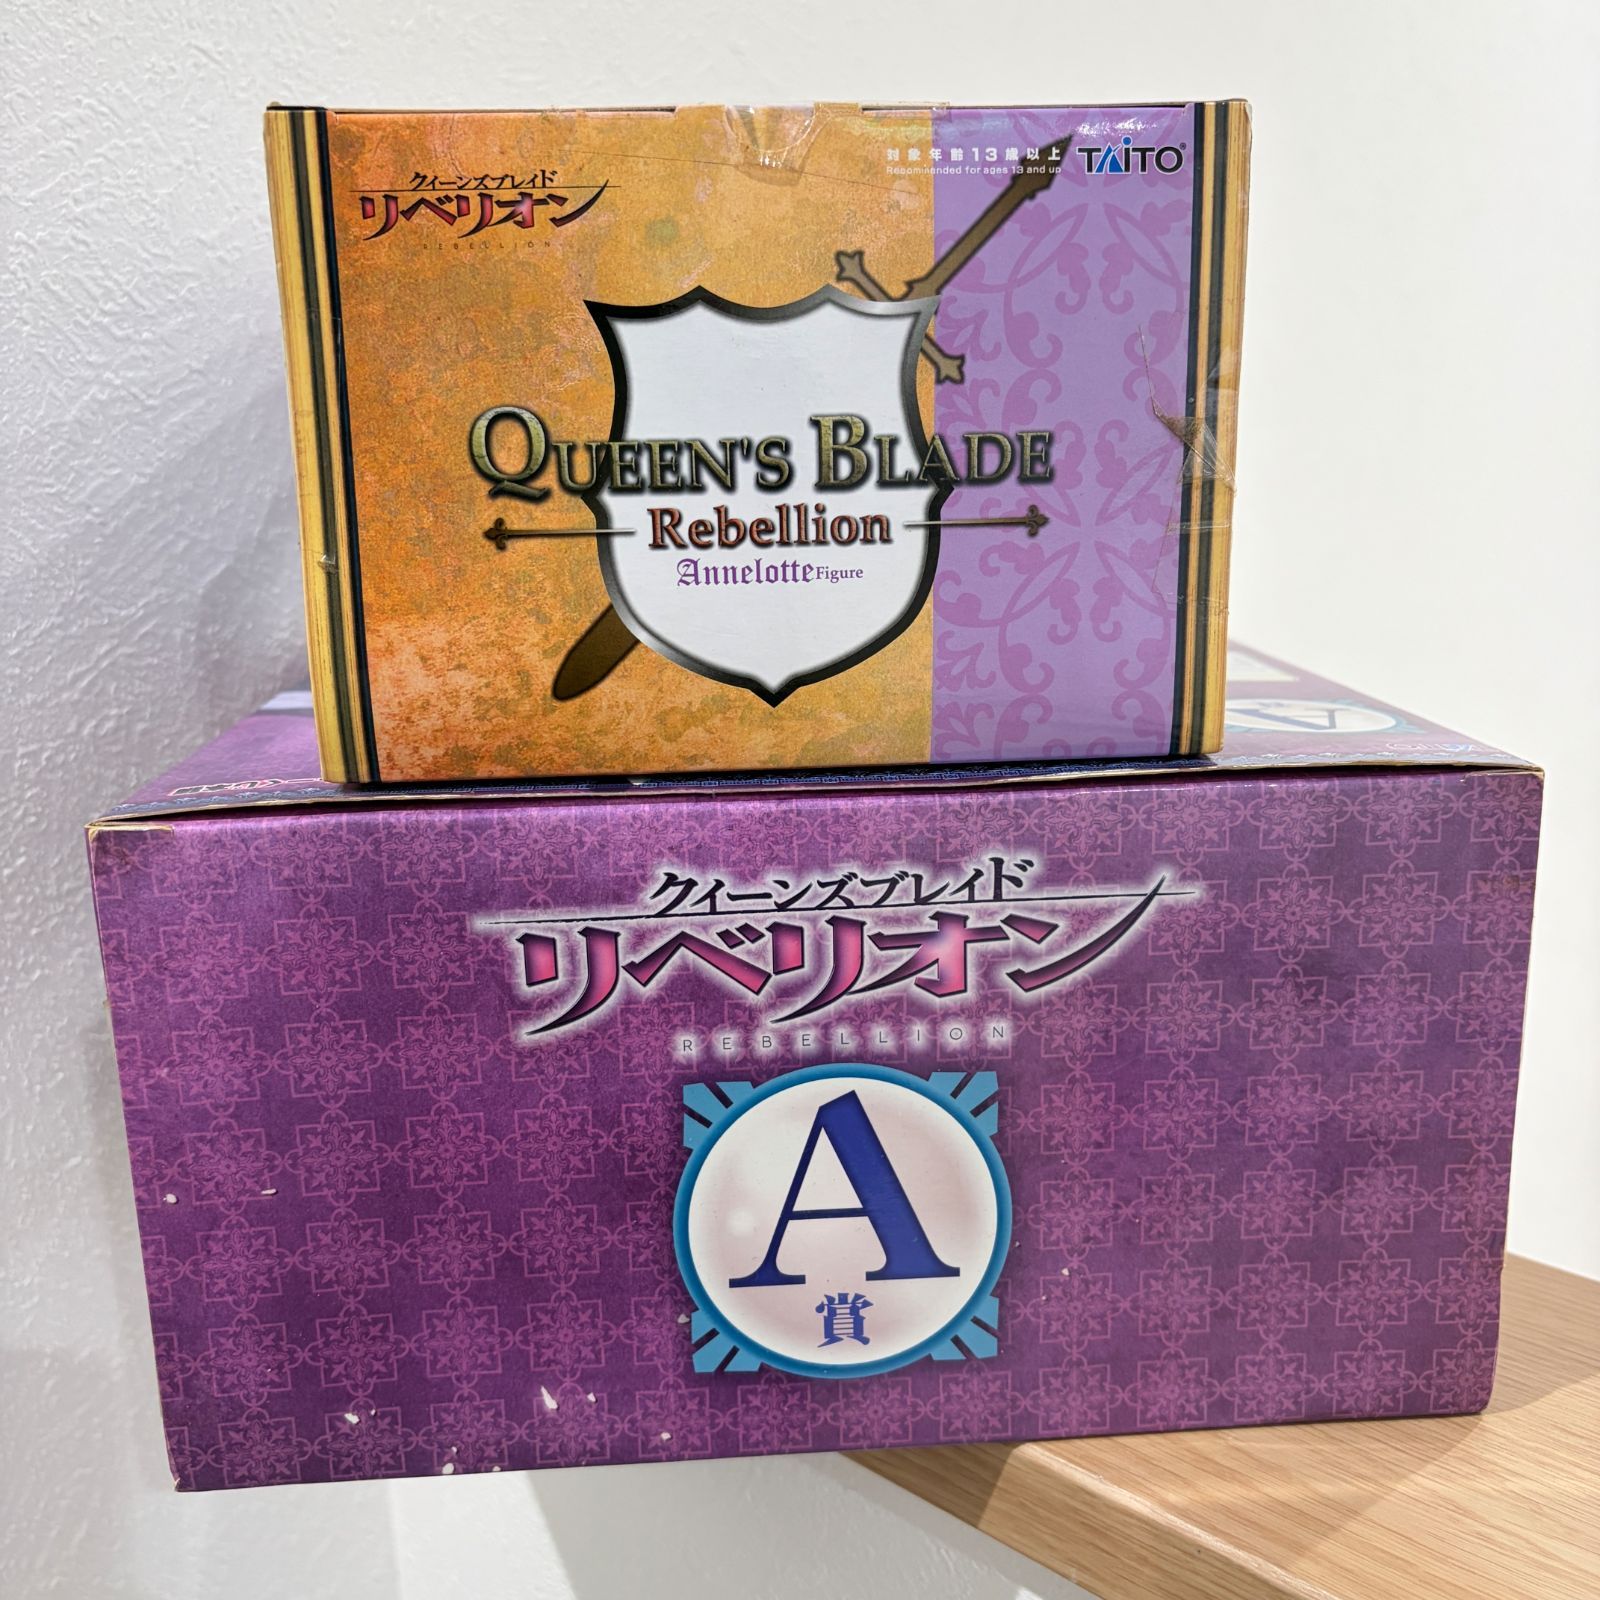 対象年齢13歳以上
Recommended for ages 13 and up
TAITO
クイーンズブレイド
リベリオン
REBELLION
QUEEN'S BLADE
Rebellion
Annelotte Figure
クイーンズブレイド
リベリオン
REBELLION
A
賞